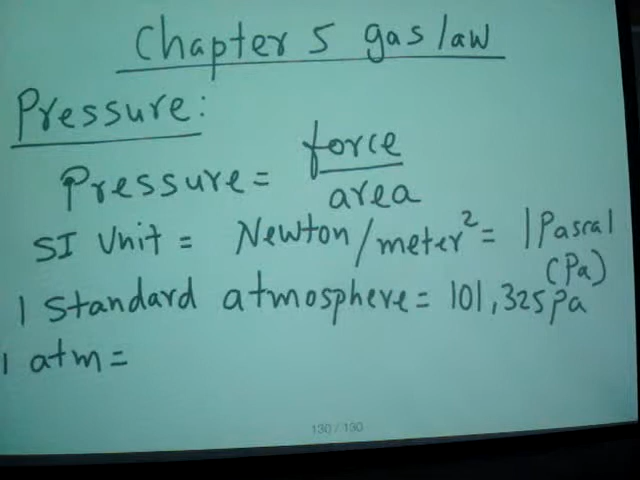 Chapter 5 gas law
Pressure:
Pressure = force
area
SI Unit = Newton/meter² = 1 Pascal
(Pa)
1 Standard atmosphere = 101,325 pa
1 atm =
130 / 130